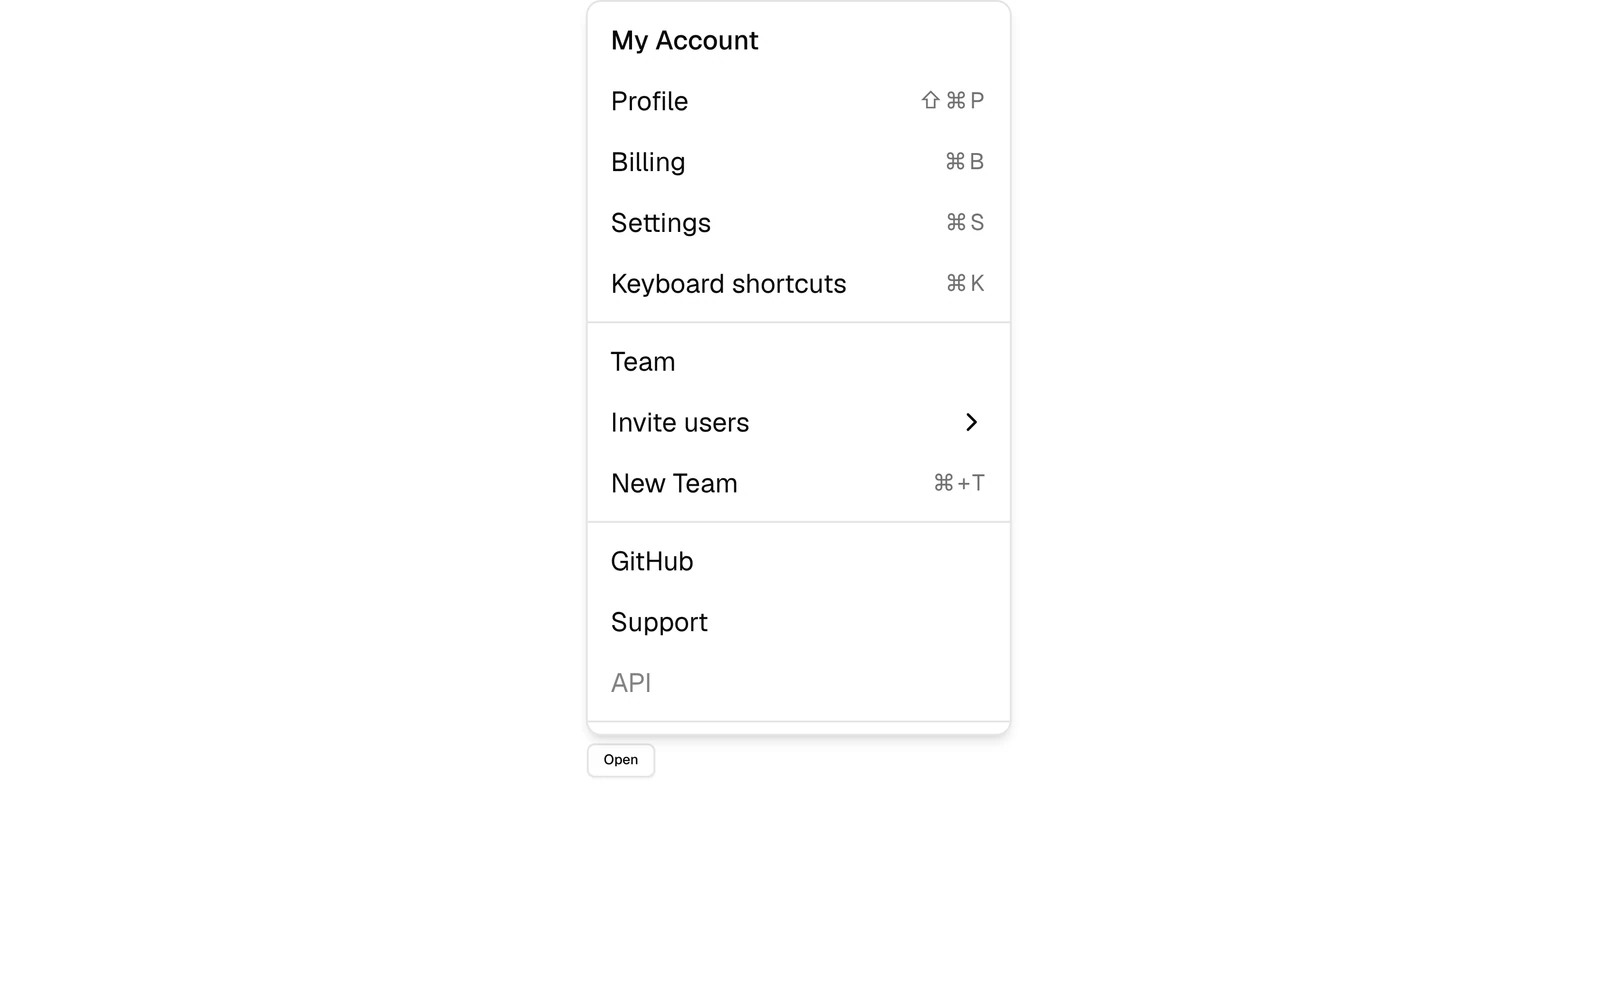 My Account
Profile ⇧⌘P
Billing ⌘B
Settings ⌘S
Keyboard shortcuts ⌘K
Team
Invite users
New Team ⌘+T
GitHub
Support
API
Open